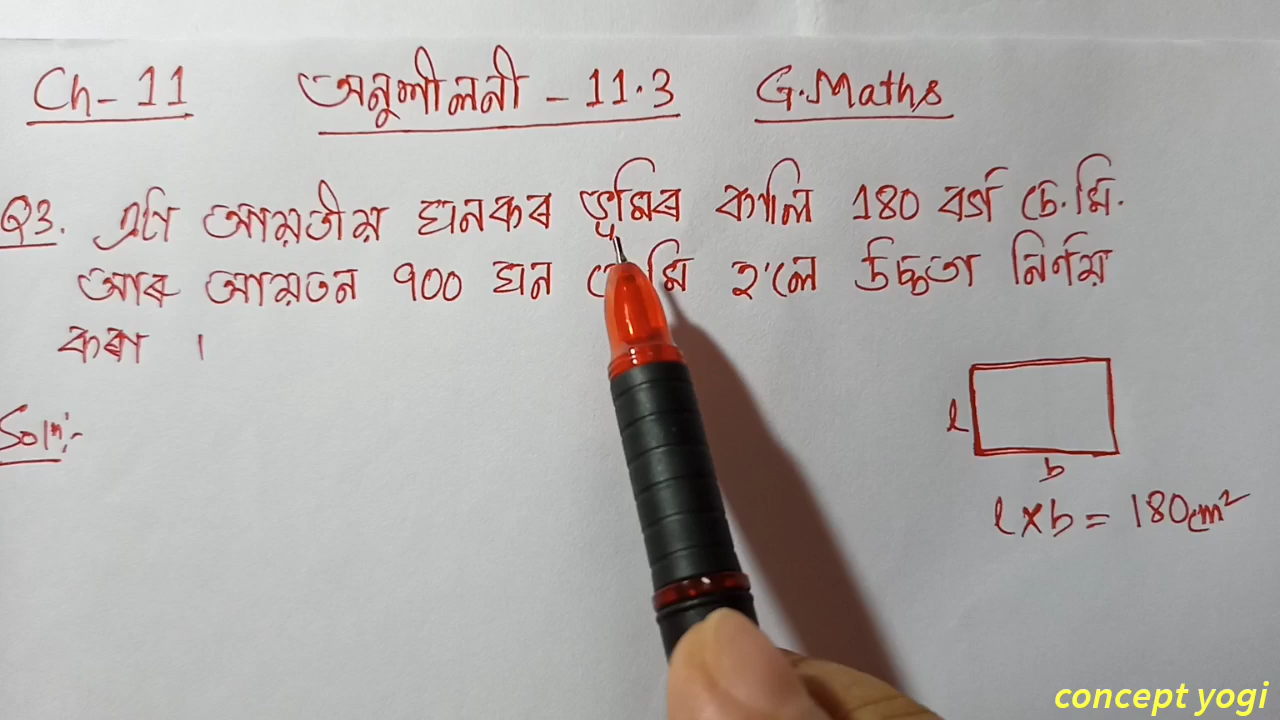 Ch-11 অনুশীলনী - 11.3 G.Maths
Q3. এটা আয়তীয় ঘনকৰ ভূমিৰ কালি 180 বৰ্গ চে.মি.
আৰু আয়তন 900 ঘন মি হ'লে উচ্চতা নিৰ্ণয়
কৰা ।
Solⁿ:-
l
b
l×b = 180cm²
concept yogi